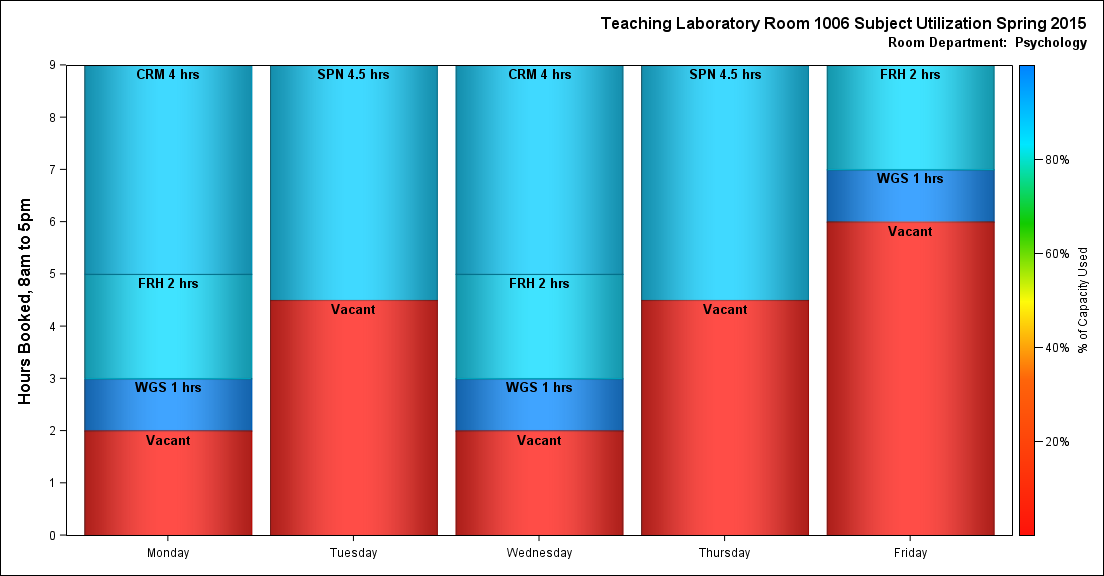 Teaching Laboratory Room 1006 Subject Utilization Spring 2015
Room Department: Psychology
Hours Booked, 8am to 5pm
9
8
7
6
5
4
3
2
1
0
CRM 4 hrs
FRH 2 hrs
WGS 1 hrs
Vacant
SPN 4.5 hrs
Vacant
CRM 4 hrs
FRH 2 hrs
WGS 1 hrs
Vacant
SPN 4.5 hrs
Vacant
FRH 2 hrs
WGS 1 hrs
Vacant
Monday
Tuesday
Wednesday
Thursday
Friday
80%
60%
40%
20%
% of Capacity Used